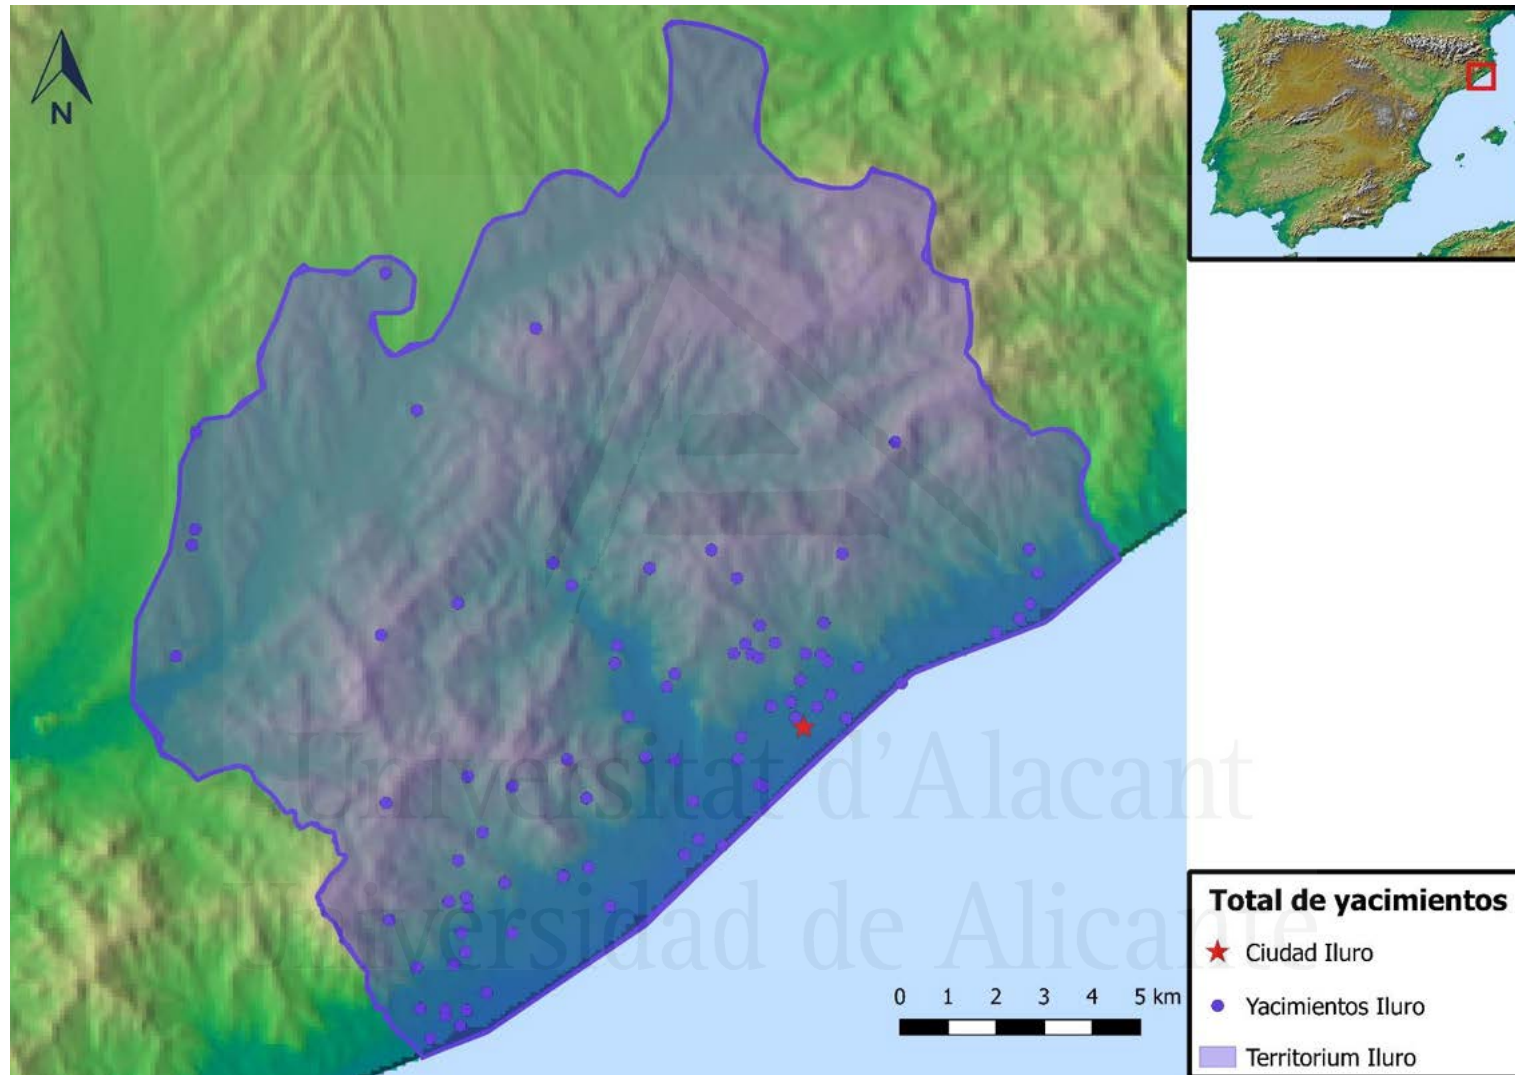 N
Universitat d'Alacant
Universidad de Alicante
0 1 2 3 4 5 km
Total de yacimientos
Ciudad Iluro
Yacimientos Iluro
Territorium Iluro